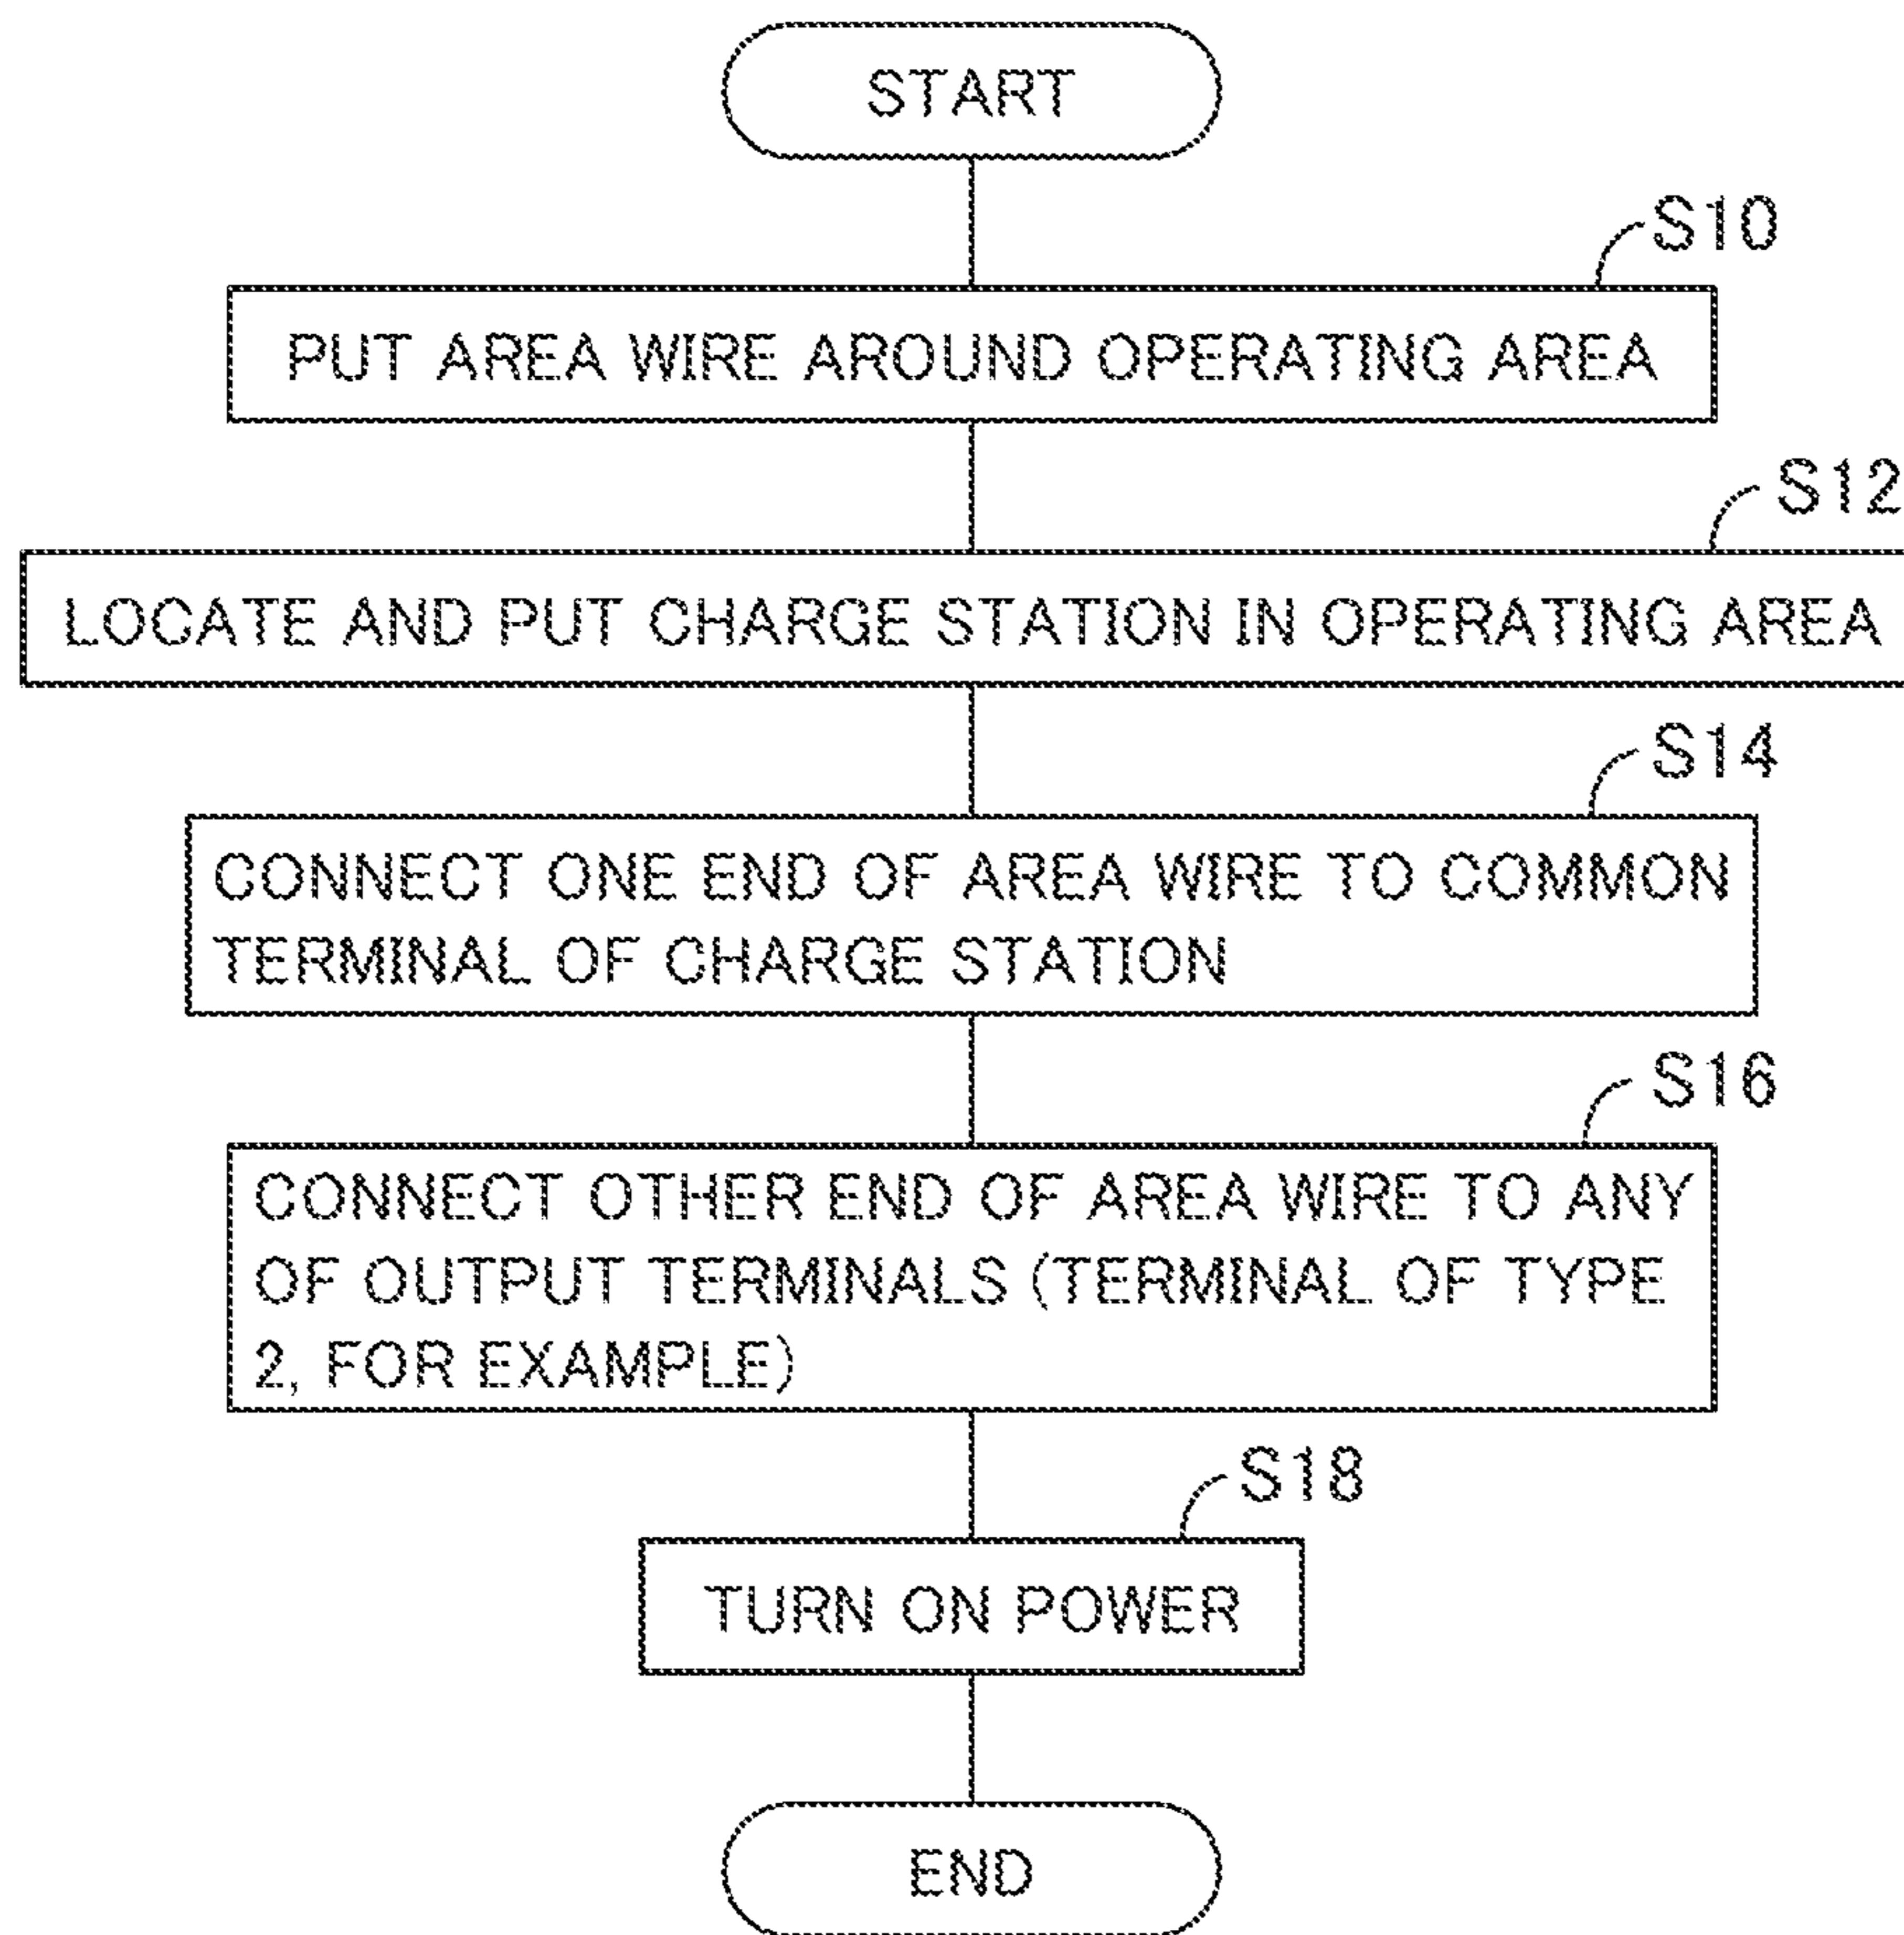 START
S10
PUT AREA WIRE AROUND OPERATING AREA
S12
LOCATE AND PUT CHARGE STATION IN OPERATING AREA
S14
CONNECT ONE END OF AREA WIRE TO COMMON
TERMINAL OF CHARGE STATION
S16
CONNECT OTHER END OF AREA WIRE TO ANY
OF OUTPUT TERMINALS (TERMINAL OF TYPE
2, FOR EXAMPLE)
S18
TURN ON POWER
END